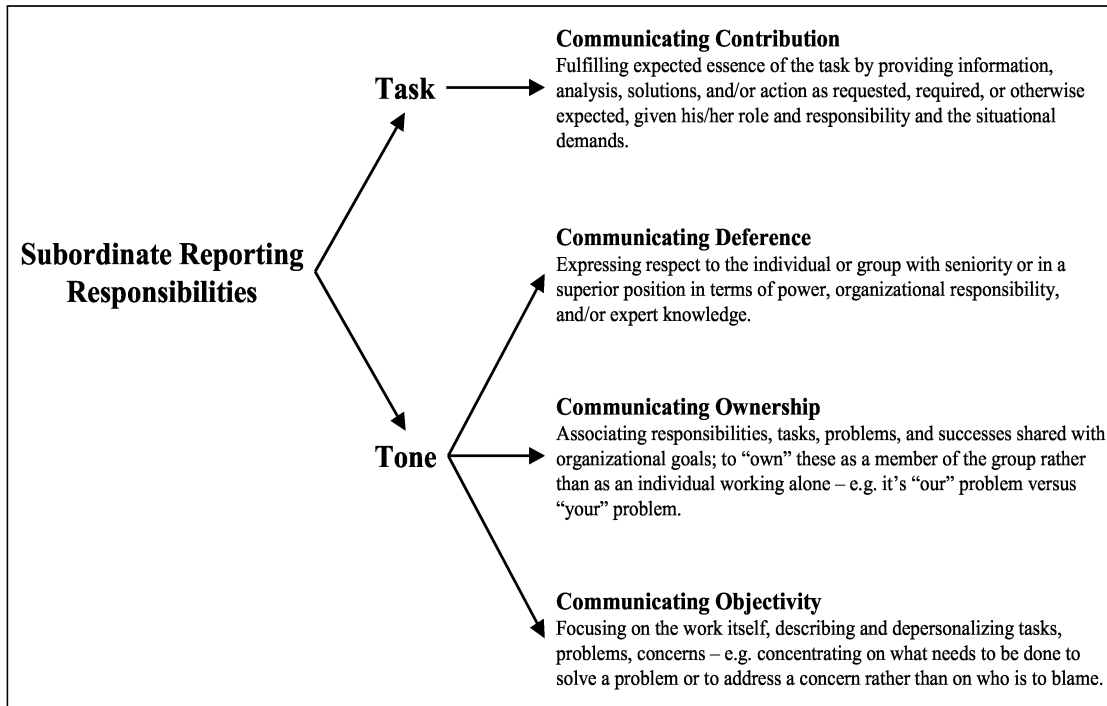 Communicating Contribution
Fulfilling expected essence of the task by providing information,
analysis, solutions, and/or action as requested, required, or otherwise
expected, given his/her role and responsibility and the situational
demands.
Task
Subordinate Reporting
Responsibilities
Communicating Deference
Expressing respect to the individual or group with seniority or in a
superior position in terms of power, organizational responsibility,
and/or expert knowledge.
Tone
Communicating Ownership
Associating responsibilities, tasks, problems, and successes shared with
organizational goals; to “own” these as a member of the group rather
than as an individual working alone – e.g. it’s “our” problem versus
“your” problem.
Communicating Objectivity
Focusing on the work itself, describing and depersonalizing tasks,
problems, concerns – e.g. concentrating on what needs to be done to
solve a problem or to address a concern rather than on who is to blame.